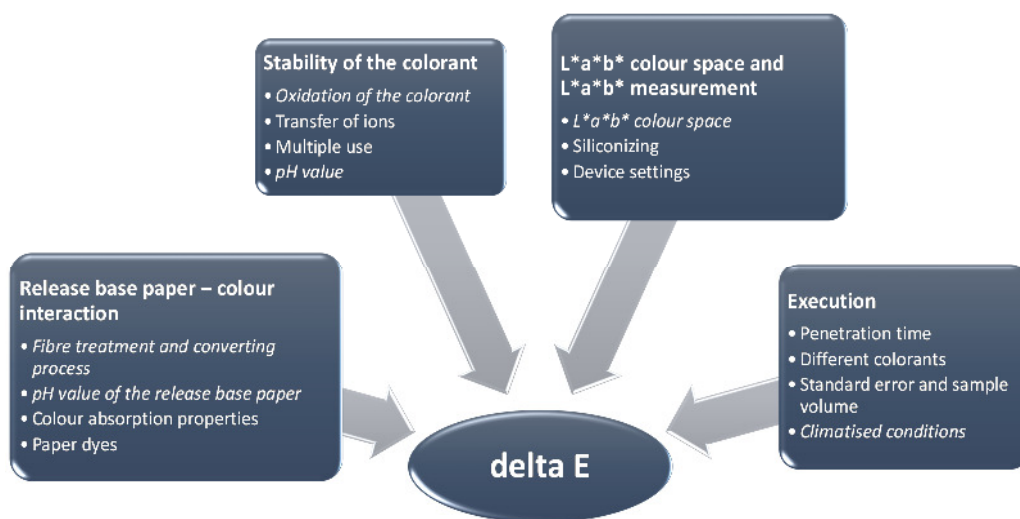 Stability of the colorant
• Oxidation of the colorant
• Transfer of ions
• Multiple use
• pH value
L*a*b* colour space and
L*a*b* measurement
• L*a*b* colour space
• Siliconizing
• Device settings
Release base paper – colour
interaction
• Fibre treatment and converting
process
• pH value of the release base paper
• Colour absorption properties
• Paper dyes
Execution
• Penetration time
• Different colorants
• Standard error and sample
volume
• Climatised conditions
delta E